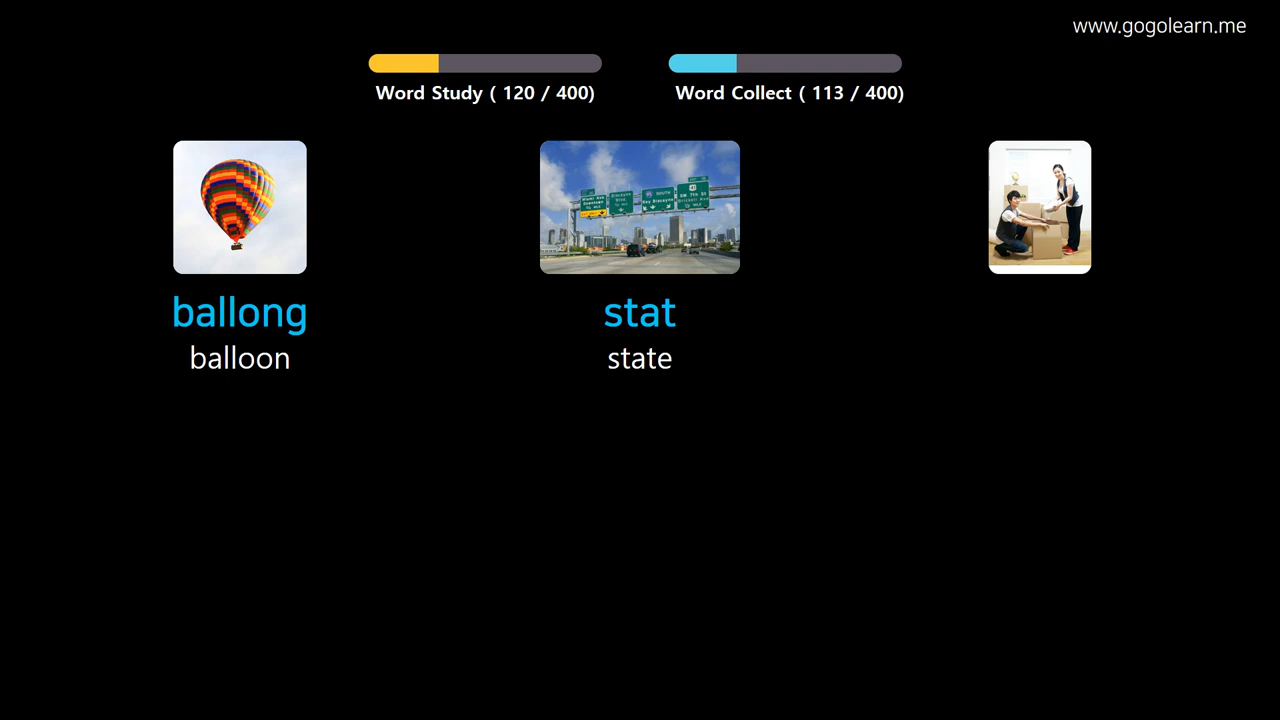 www.gogolearn.me
Word Study ( 120 / 400)
Word Collect ( 113 / 400)
ballong
balloon
stat
state